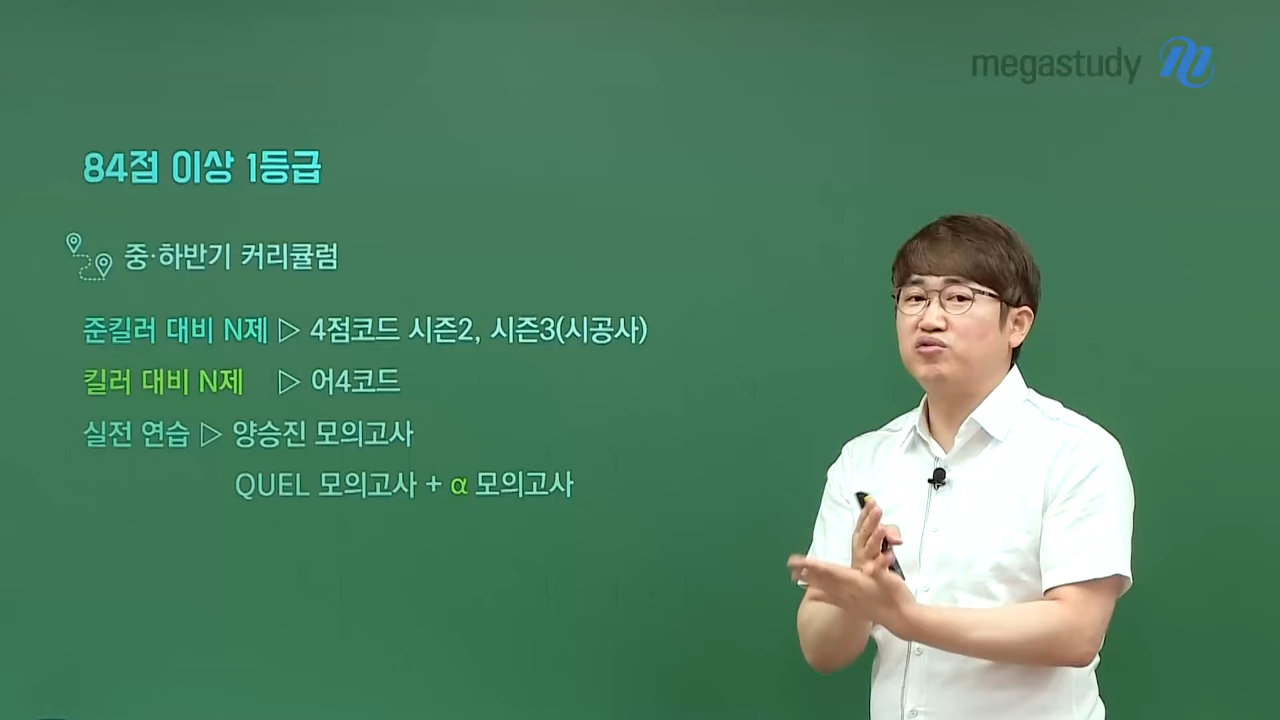 megastudy
84점 이상 1등급
중·하반기 커리큘럼
준킬러 대비 N제 ▷ 4점코드 시즌2, 시즌3(시공사)
킬러 대비 N제 ▷ 어4코드
실전 연습 ▷ 양승진 모의고사
QUEL 모의고사 + α 모의고사